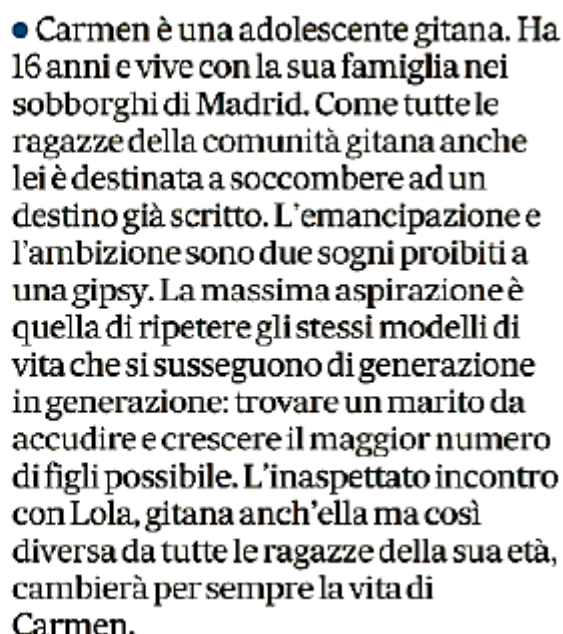 • Carmen è una adolescente gitana. Ha
16 anni e vive con la sua famiglia nei
sobborghi di Madrid. Come tutte le
ragazze della comunità gitana anche
lei è destinata a soccombere ad un
destino già scritto. L'emancipazione e
l'ambizione sono due sogni proibiti a
una gipsy. La massima aspirazione è
quella di ripetere gli stessi modelli di
vita che si susseguono di generazione
in generazione: trovare un marito da
accudire e crescere il maggior numero
di figli possibile. L'inaspettato incontro
con Lola, gitana anch'ella ma così
diversa da tutte le ragazze della sua età,
cambierà per sempre la vita di
Carmen.